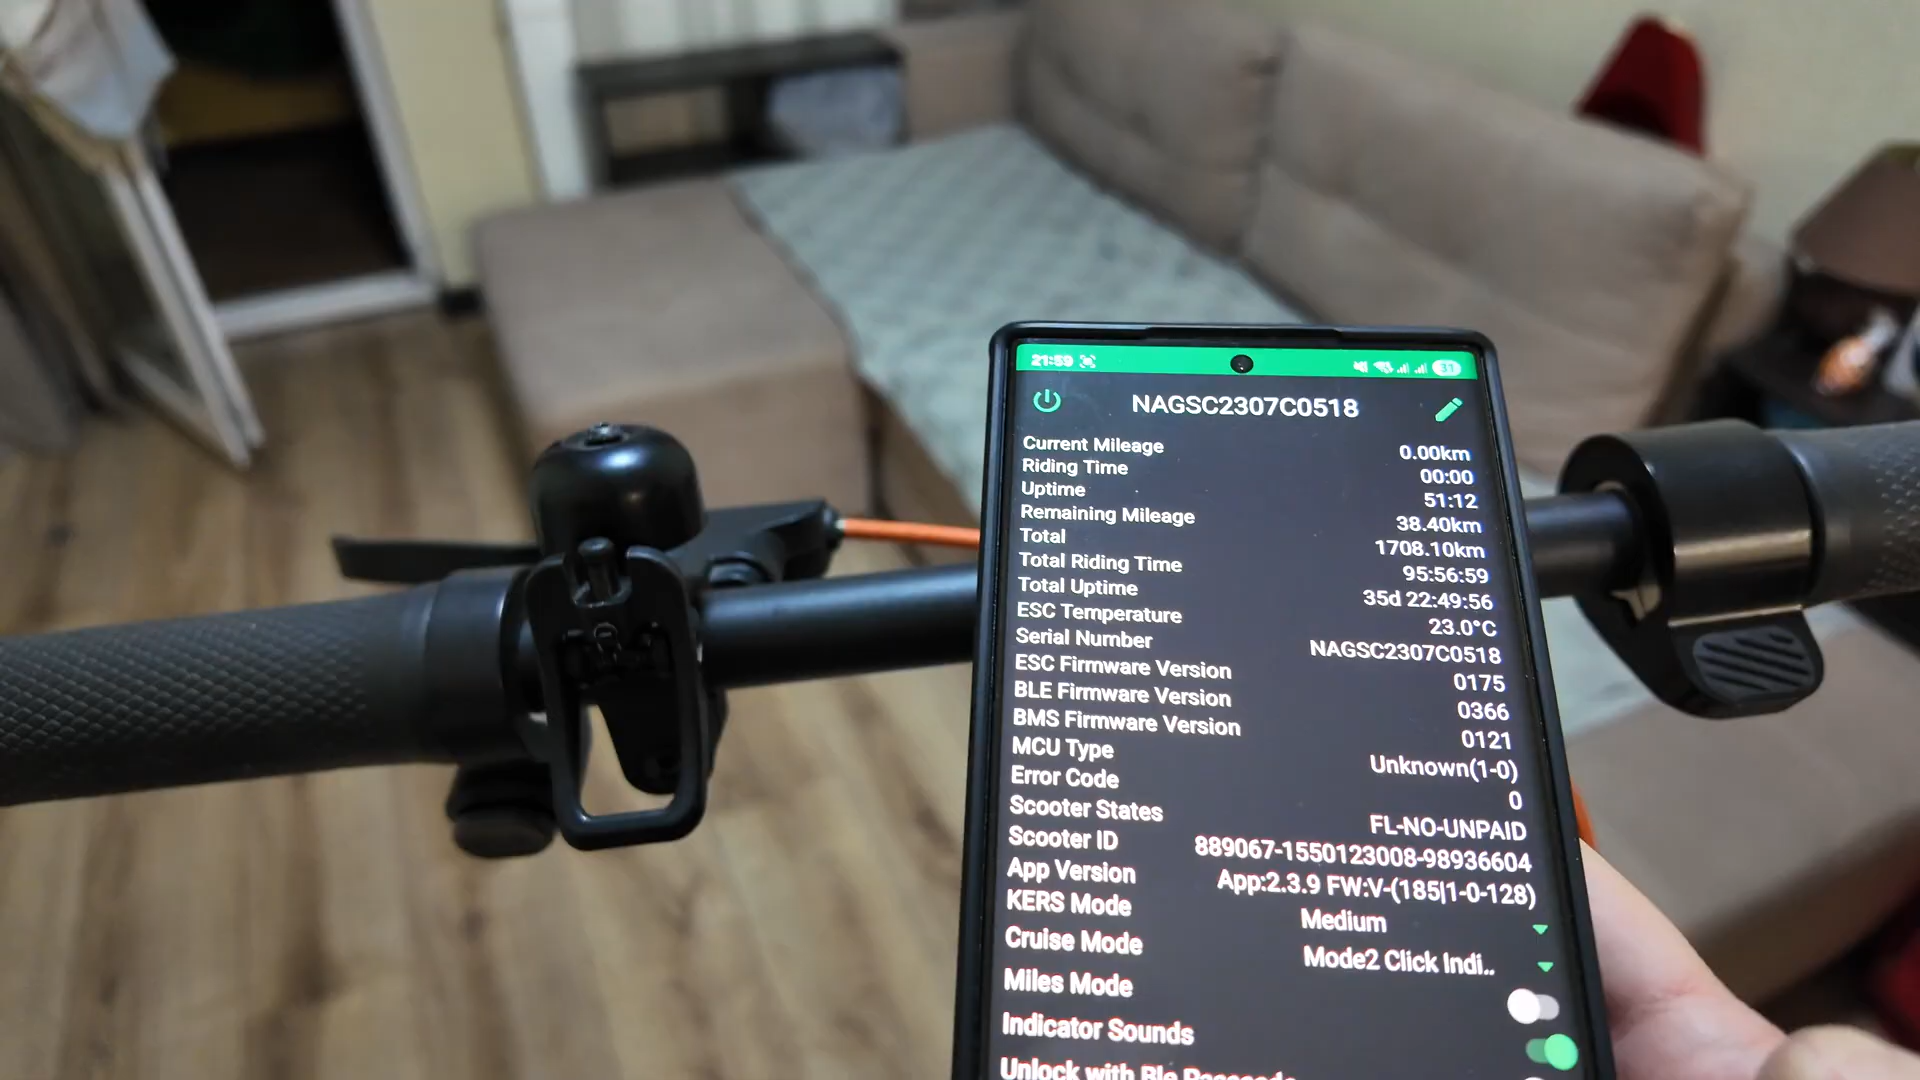 21:59 31
NAGSC2307C0518
Current Mileage 0.00km
Riding Time 00:00
Uptime 51:12
Remaining Mileage 38.40km
Total 1708.10km
Total Riding Time 95:56:59
Total Uptime 35d 22:49:56
ESC Temperature 23.0°C
Serial Number NAGSC2307C0518
ESC Firmware Version 0175
BLE Firmware Version 0366
BMS Firmware Version 0121
MCU Type Unknown(1-0)
Error Code 0
Scooter States FL-NO-UNPAID
Scooter ID 889067-1550123008-98936604
App Version App:2.3.9 FW:V-(185|1-0-128)
KERS Mode Medium
Cruise Mode Mode2 Click Indi..
Miles Mode
Indicator Sounds
Unlock with Ble